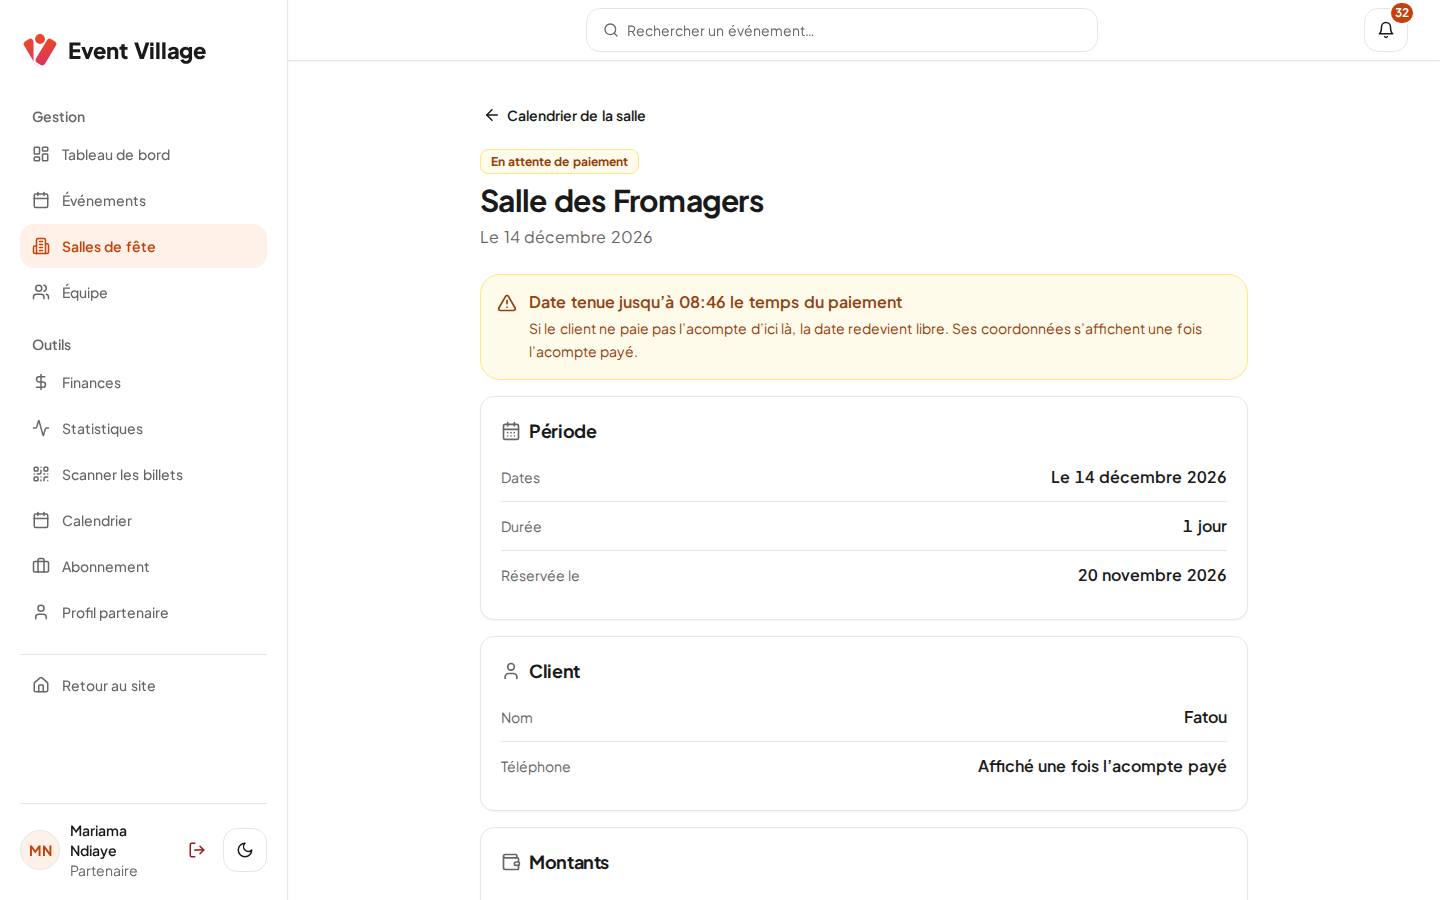 Event Village
Rechercher un événement…
32
Gestion
Tableau de bord
Événements
Salles de fête
Équipe
Outils
Finances
Statistiques
Scanner les billets
Calendrier
Abonnement
Profil partenaire
Retour au site
MN
Mariama
Ndiaye
Partenaire
Calendrier de la salle
En attente de paiement
Salle des Fromagers
Le 14 décembre 2026
Date tenue jusqu’à 08:46 le temps du paiement
Si le client ne paie pas l’acompte d’ici là, la date redevient libre. Ses coordonnées s’affichent une fois
l’acompte payé.
Période
Dates
Le 14 décembre 2026
Durée
1 jour
Réservée le
20 novembre 2026
Client
Nom
Fatou
Téléphone
Affiché une fois l’acompte payé
Montants